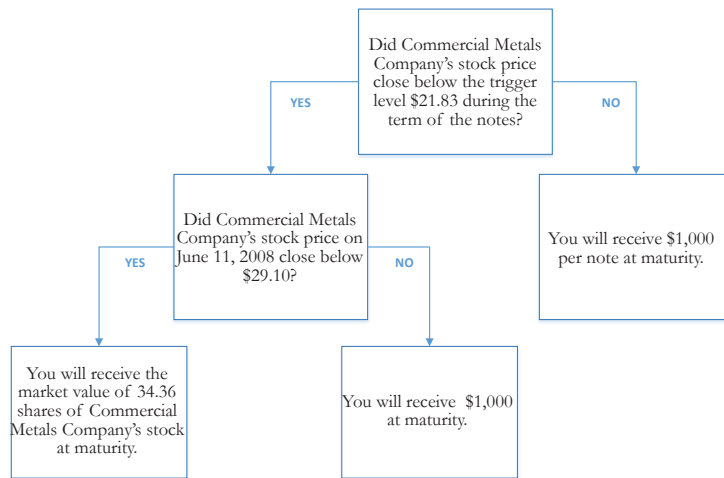 Did Commercial Metals
Company's stock price
close below the trigger
level $21.83 during the
term of the notes?
YES
NO
Did Commercial Metals
Company's stock price on
June 11, 2008 close below
$29.10?
You will receive $1,000
per note at maturity.
YES
NO
You will receive the
market value of 34.36
shares of Commercial
Metals Company's stock
at maturity.
You will receive $1,000
at maturity.